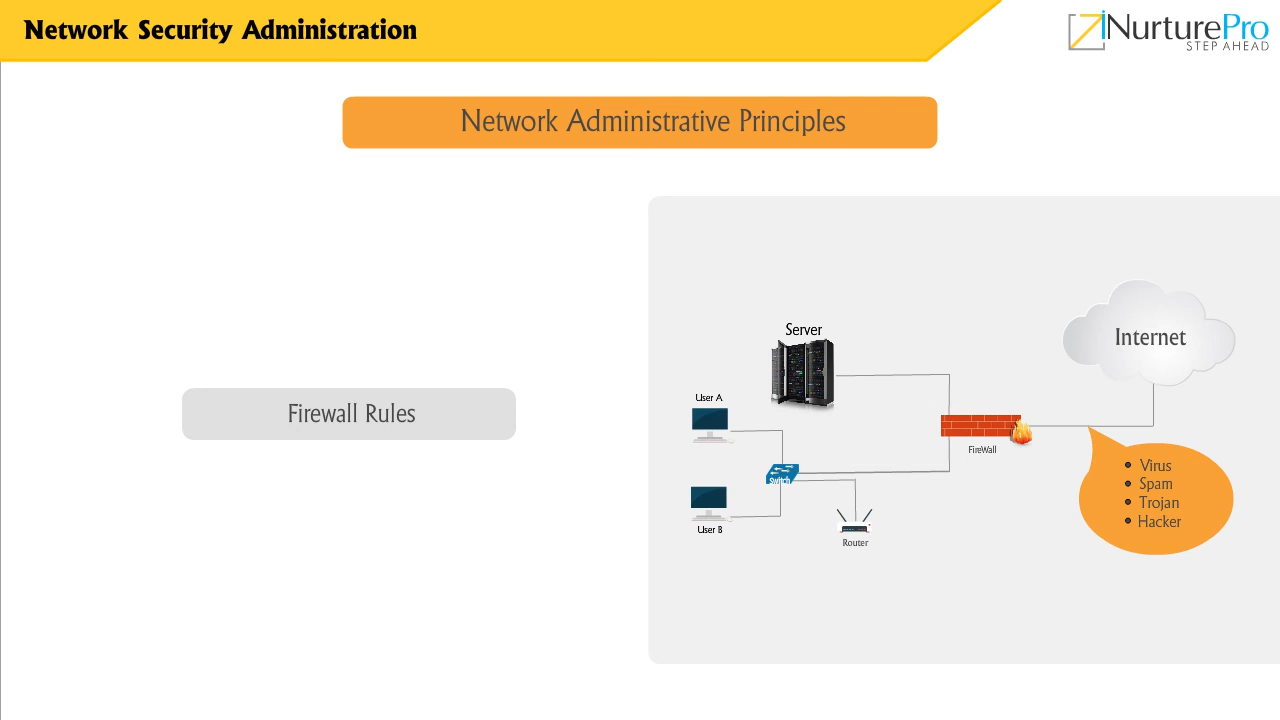 Network Security Administration
iNurturePro
STEP AHEAD
Network Administrative Principles
Firewall Rules
Server
Internet
User A
FireWall
Switch
User B
Router
Virus
Spam
Trojan
Hacker